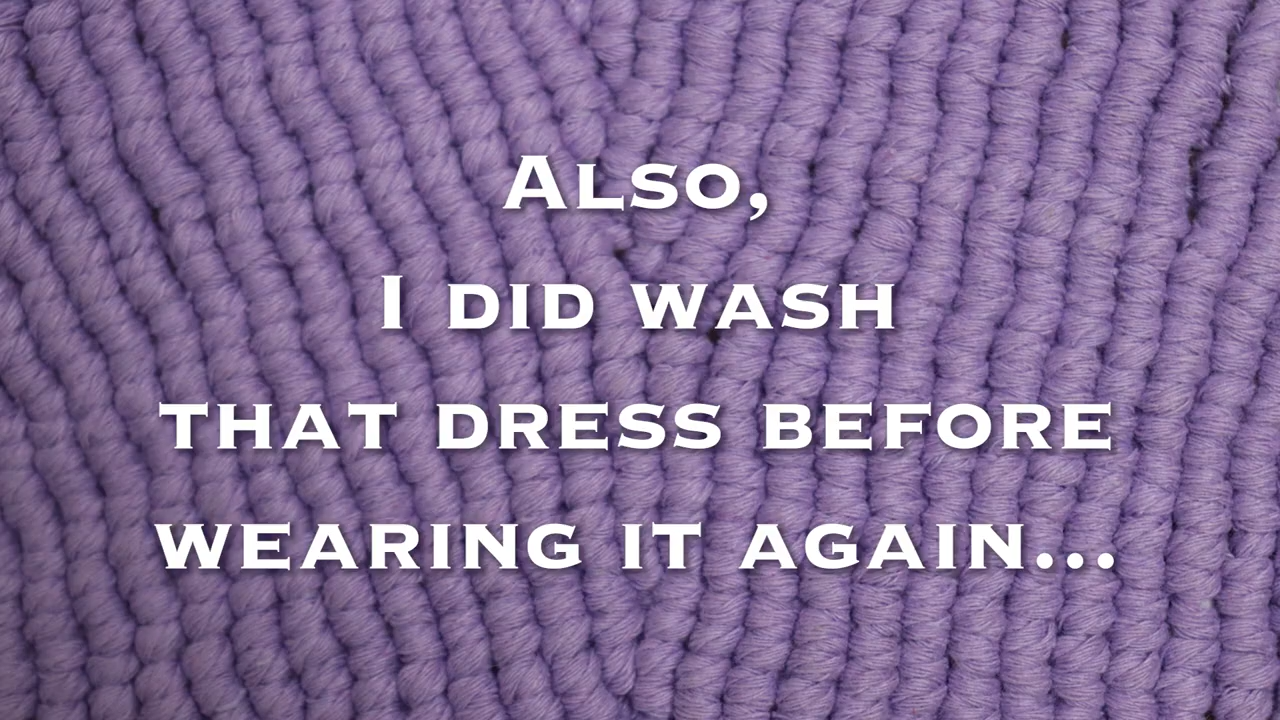 Also,
I did wash
that dress before
wearing it again...